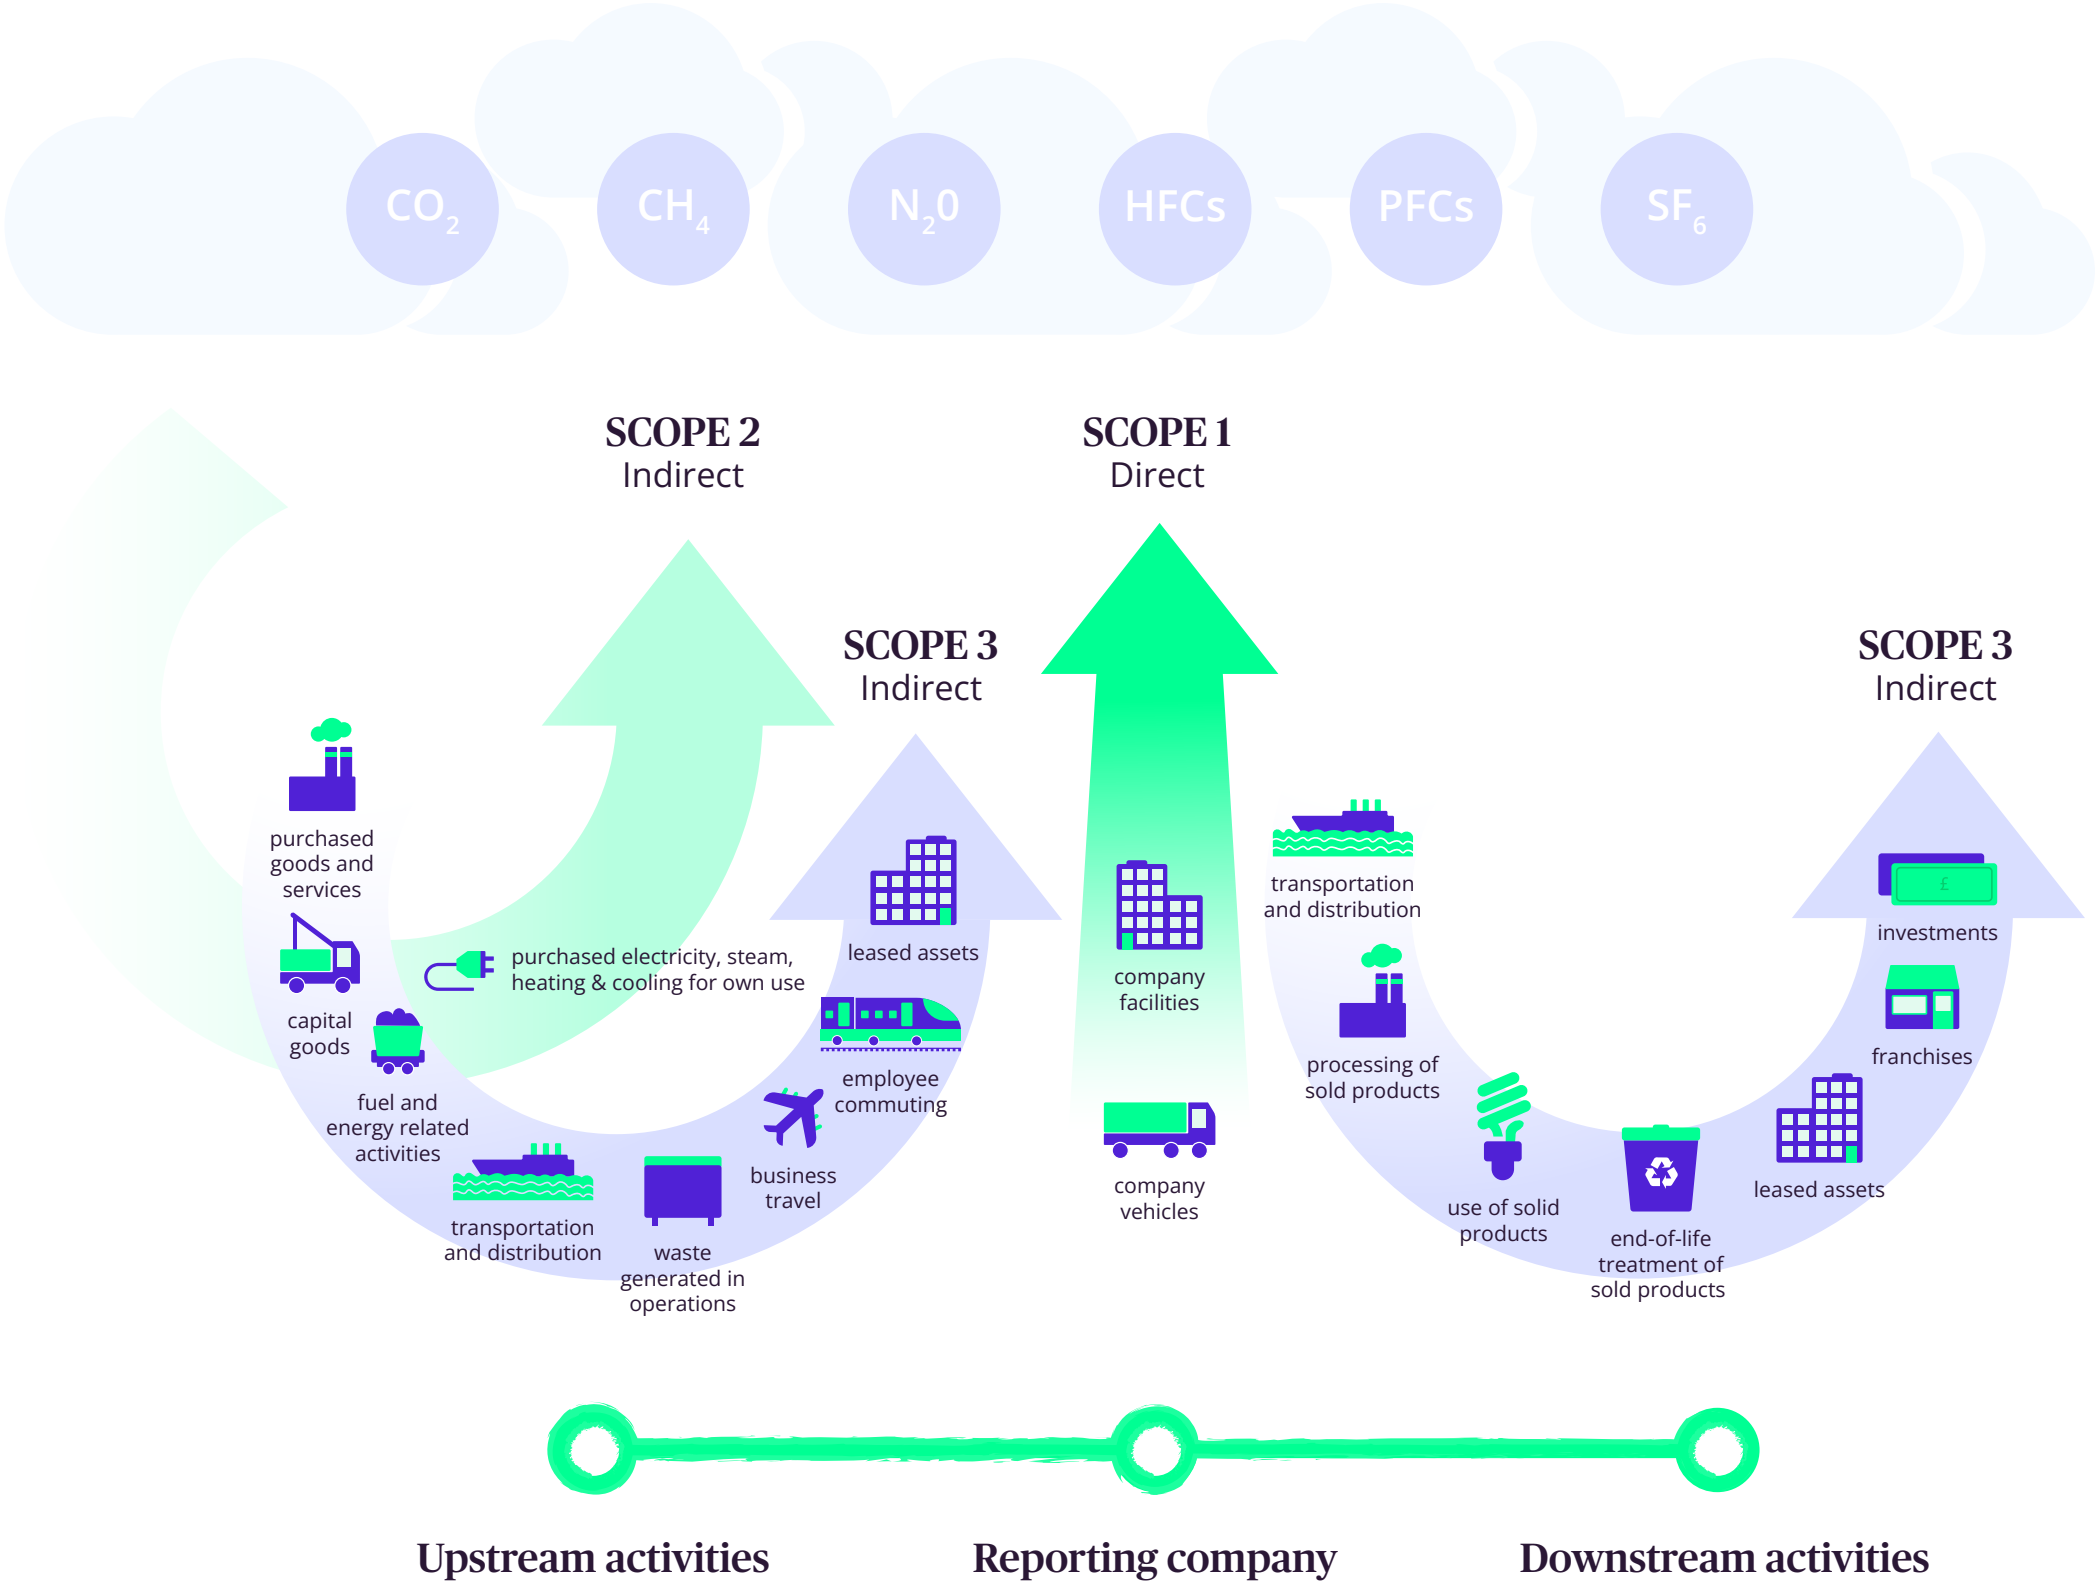 CO2
CH4
N20
HFCs
PFCs
SF6
SCOPE 2
Indirect
SCOPE 1
Direct
SCOPE 3
Indirect
SCOPE 3
Indirect
purchased
goods and
services
capital
goods
fuel and
energy related
activities
purchased electricity, steam,
heating & cooling for own use
transportation
and distribution
waste
generated in
operations
business
travel
employee
commuting
leased assets
company
facilities
company
vehicles
transportation
and distribution
processing of
sold products
use of solid
products
end-of-life
treatment of
sold products
leased assets
franchises
£
investments
Upstream activities
Reporting company
Downstream activities